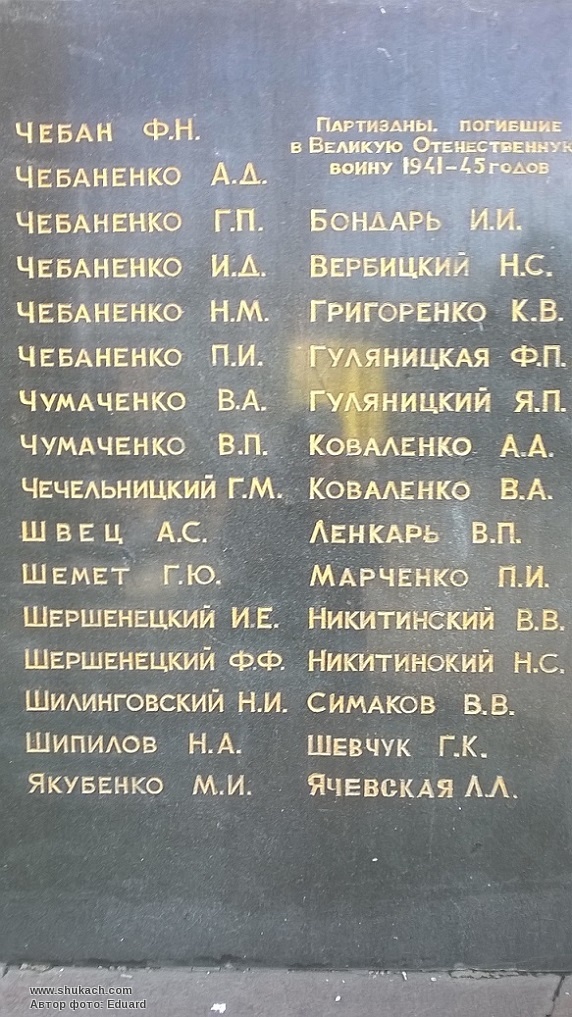 Чебан Ф.Н.
Чебаненко А.Д.
Чебаненко Г.П.
Чебаненко И.Д.
Чебаненко Н.М.
Чебаненко П.И.
Чумаченко В.А.
Чумаченко В.П.
Чечельницкий Г.М.
Швец А.С.
Шемет Г.Ю.
Шершенецкий И.Е.
Шершенецкий Ф.Ф.
Шилинговский Н.И.
Шипилов Н.А.
Якубенко М.И.
Партизаны, погибшие
в Великую Отечественную
войну 1941–45 годов
Бондарь И.И.
Вербицкий Н.С.
Григоренко К.В.
Гуляницкая Ф.П.
Гуляницкий Я.П.
Коваленко А.А.
Коваленко В.А.
Ленкарь В.П.
Марченко П.И.
Никитинский В.В.
Никитинокий Н.С.
Симаков В.В.
Шевчук Г.К.
Ячевская Л.Л.
www.shukach.com
Автор фото: Eduard